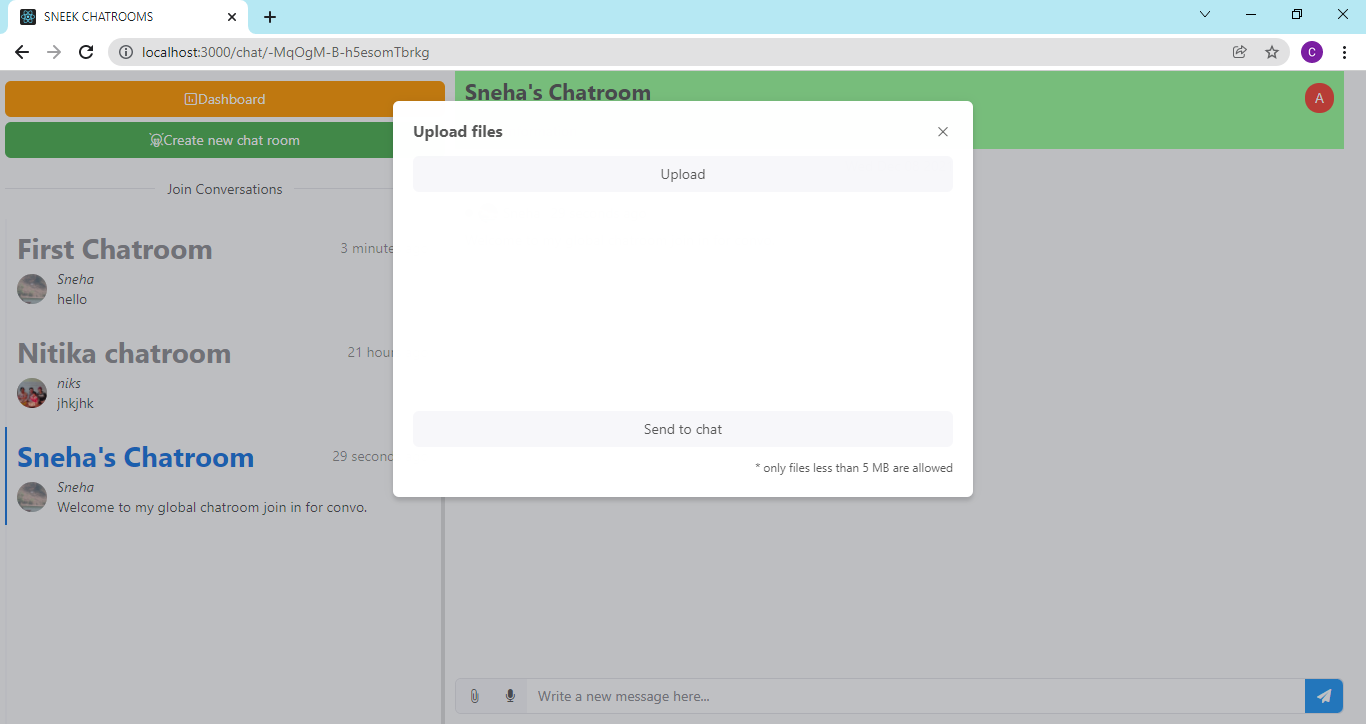 SNEEK CHATROOMS
localhost:3000/chat/-MqOgM-B-h5esomTbrkg
C
Dashboard
Create new chat room
Join Conversations
First Chatroom
3 minute
Sneha
hello
Nitika chatroom
21 hou
niks
jhkjhk
Sneha's Chatroom
29 second
Sneha
Welcome to my global chatroom join in for convo.
Sneha's Chatroom
A
Upload files
Upload
Send to chat
* only files less than 5 MB are allowed
Write a new message here...